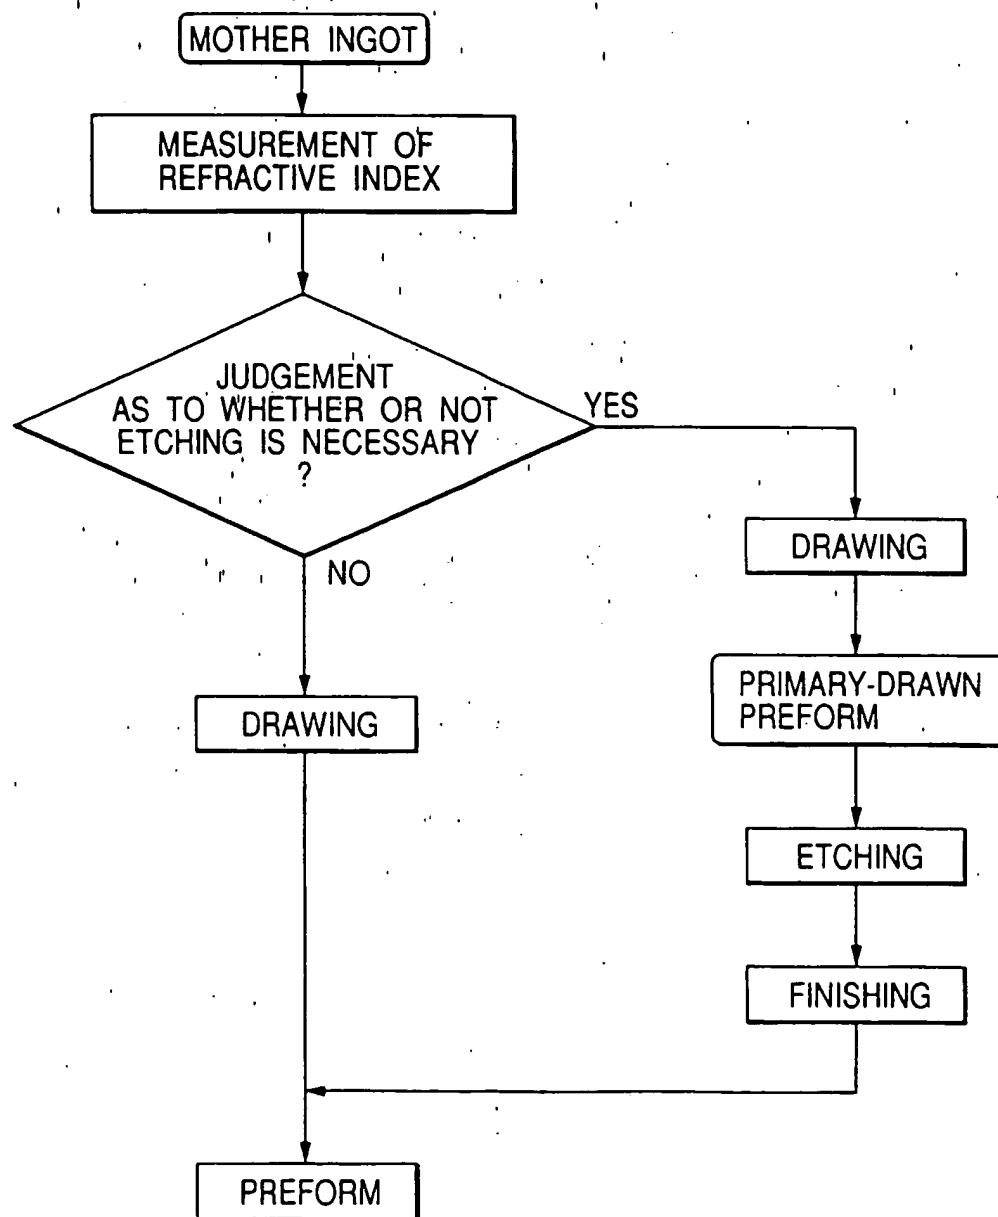 MOTHER INGOT
MEASUREMENT OF
REFRACTIVE INDEX
JUDGEMENT
AS TO WHETHER OR NOT
ETCHING IS NECESSARY
?
YES
NO
DRAWING
PRIMARY-DRAWN
PREFORM
DRAWING
ETCHING
FINISHING
PREFORM